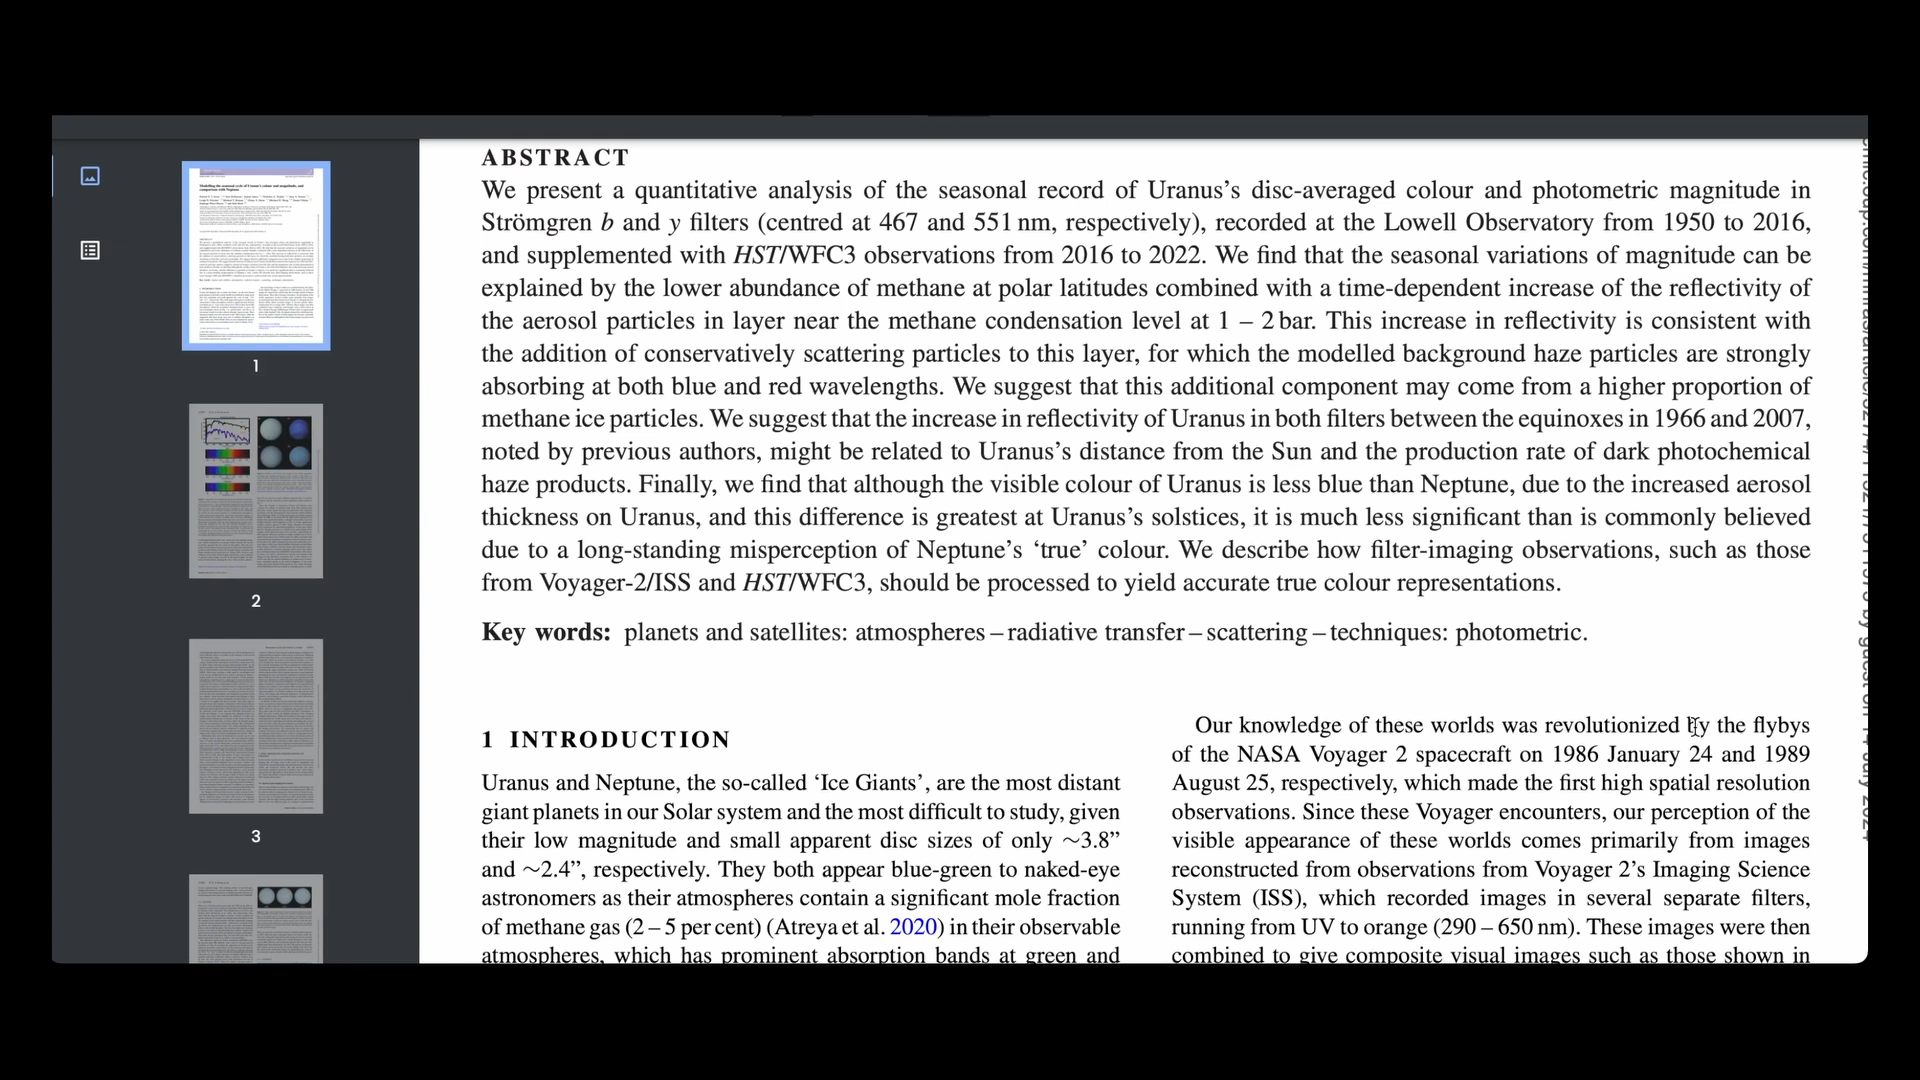 ABSTRACT
We present a quantitative analysis of the seasonal record of Uranus’s disc-averaged colour and photometric magnitude in
Strömgren b and y filters (centred at 467 and 551 nm, respectively), recorded at the Lowell Observatory from 1950 to 2016,
and supplemented with HST/WFC3 observations from 2016 to 2022. We find that the seasonal variations of magnitude can be
explained by the lower abundance of methane at polar latitudes combined with a time-dependent increase of the reflectivity of
the aerosol particles in layer near the methane condensation level at 1 – 2 bar. This increase in reflectivity is consistent with
the addition of conservatively scattering particles to this layer, for which the modelled background haze particles are strongly
absorbing at both blue and red wavelengths. We suggest that this additional component may come from a higher proportion of
methane ice particles. We suggest that the increase in reflectivity of Uranus in both filters between the equinoxes in 1966 and 2007,
noted by previous authors, might be related to Uranus’s distance from the Sun and the production rate of dark photochemical
haze products. Finally, we find that although the visible colour of Uranus is less blue than Neptune, due to the increased aerosol
thickness on Uranus, and this difference is greatest at Uranus’s solstices, it is much less significant than is commonly believed
due to a long-standing misperception of Neptune’s ‘true’ colour. We describe how filter-imaging observations, such as those
from Voyager-2/ISS and HST/WFC3, should be processed to yield accurate true colour representations.
Key words: planets and satellites: atmospheres – radiative transfer – scattering – techniques: photometric.
1 INTRODUCTION
Uranus and Neptune, the so-called ‘Ice Giants’, are the most distant
giant planets in our Solar system and the most difficult to study, given
their low magnitude and small apparent disc sizes of only ∼3.8”
and ∼2.4”, respectively. They both appear blue-green to naked-eye
astronomers as their atmospheres contain a significant mole fraction
of methane gas (2 – 5 per cent) (Atreya et al. 2020) in their observable
atmospheres, which has prominent absorption bands at green and
Our knowledge of these worlds was revolutionized by the flybys
of the NASA Voyager 2 spacecraft on 1986 January 24 and 1989
August 25, respectively, which made the first high spatial resolution
observations. Since these Voyager encounters, our perception of the
visible appearance of these worlds comes primarily from images
reconstructed from observations from Voyager 2’s Imaging Science
System (ISS), which recorded images in several separate filters,
running from UV to orange (290 – 650 nm). These images were then
combined to give composite visual images such as those shown in
1
2
3